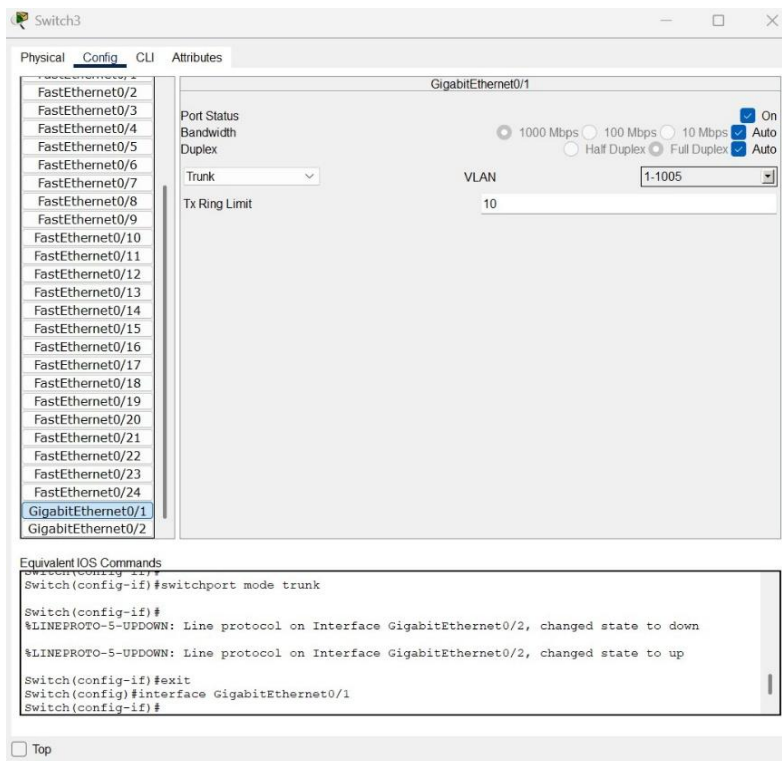 Switch3
Physical Config CLI Attributes
FastEthernet0/1
FastEthernet0/2
FastEthernet0/3
FastEthernet0/4
FastEthernet0/5
FastEthernet0/6
FastEthernet0/7
FastEthernet0/8
FastEthernet0/9
FastEthernet0/10
FastEthernet0/11
FastEthernet0/12
FastEthernet0/13
FastEthernet0/14
FastEthernet0/15
FastEthernet0/16
FastEthernet0/17
FastEthernet0/18
FastEthernet0/19
FastEthernet0/20
FastEthernet0/21
FastEthernet0/22
FastEthernet0/23
FastEthernet0/24
GigabitEthernet0/1
GigabitEthernet0/2
GigabitEthernet0/1
Port Status On
Bandwidth 1000 Mbps 100 Mbps 10 Mbps Auto
Duplex Half Duplex Full Duplex Auto
Trunk VLAN 1-1005
Tx Ring Limit 10
Equivalent IOS Commands
Switch(config-if)#
Switch(config-if)#switchport mode trunk
Switch(config-if)#
%LINEPROTO-5-UPDOWN: Line protocol on Interface GigabitEthernet0/2, changed state to down
%LINEPROTO-5-UPDOWN: Line protocol on Interface GigabitEthernet0/2, changed state to up
Switch(config-if)#exit
Switch(config)#interface GigabitEthernet0/1
Switch(config-if)#
Top